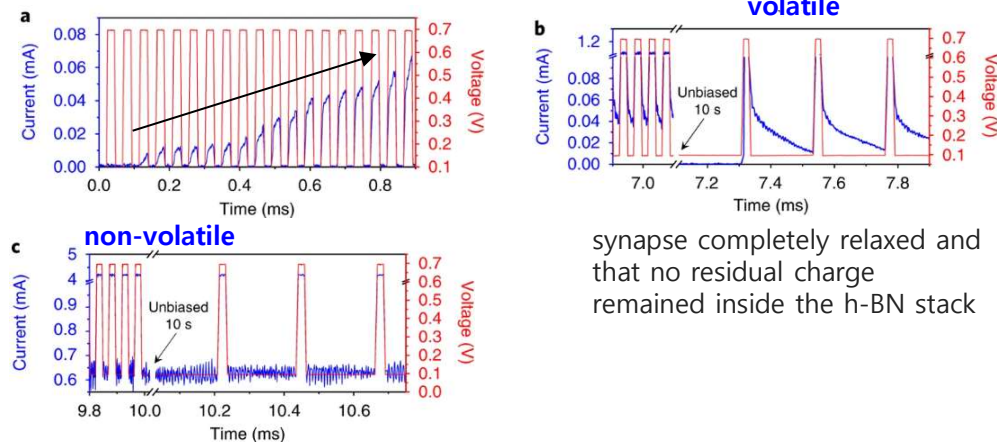 a
0.08
0.06
0.04
0.02
0.00
Current (mA)
0.7
0.6
0.5
0.4
0.3
0.2
0.1
Voltage (V)
0.0 0.2 0.4 0.6 0.8
Time (ms)
volatile
b
1.2
0.06
0.04
0.02
0.00
Current (mA)
Unbiased
10 s
0.7
0.6
0.5
0.4
0.3
0.2
0.1
Voltage (V)
7.0 7.2 7.4 7.6 7.8
Time (ms)
non-volatile
c
5
4
0.9
0.8
0.7
0.6
Current (mA)
Unbiased
10 s
0.7
0.6
0.5
0.4
0.3
0.2
0.1
0.0
Voltage (V)
9.8 10.0 10.2 10.4 10.6
Time (ms)
synapse completely relaxed and
that no residual charge
remained inside the h-BN stack